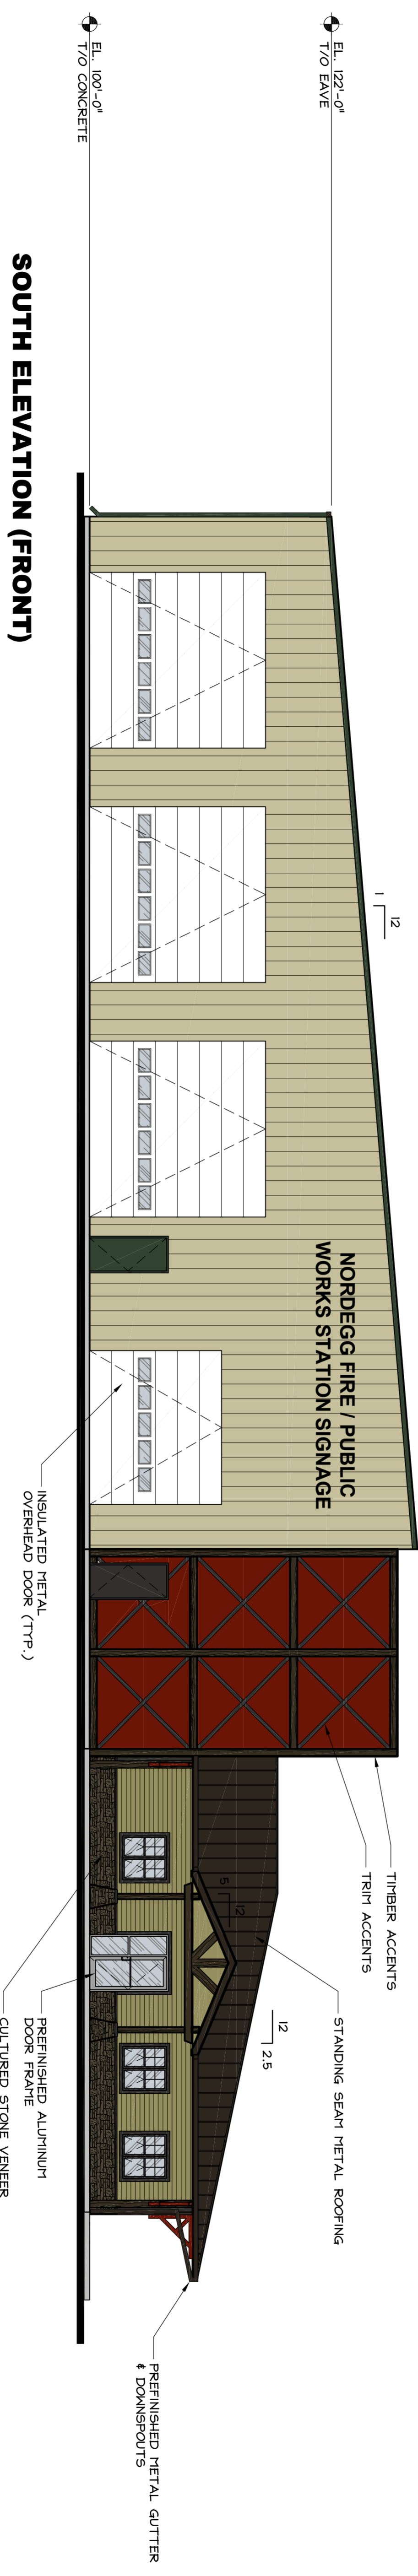 EL. 122'-0"
T/O EAVE
EL. 100'-0"
T/O CONCRETE
12
1
NORDEGG FIRE / PUBLIC
WORKS STATION SIGNAGE
TIMBER ACCENTS
TRIM ACCENTS
STANDING SEAM METAL ROOFING
12
2.5
12
5
PREFINISHED METAL GUTTER
& DOWNSPOUTS
INSULATED METAL
OVERHEAD DOOR (TYP.)
PREFINISHED ALUMINUM
DOOR FRAME
CULTURED STONE VENEER
SOUTH ELEVATION (FRONT)